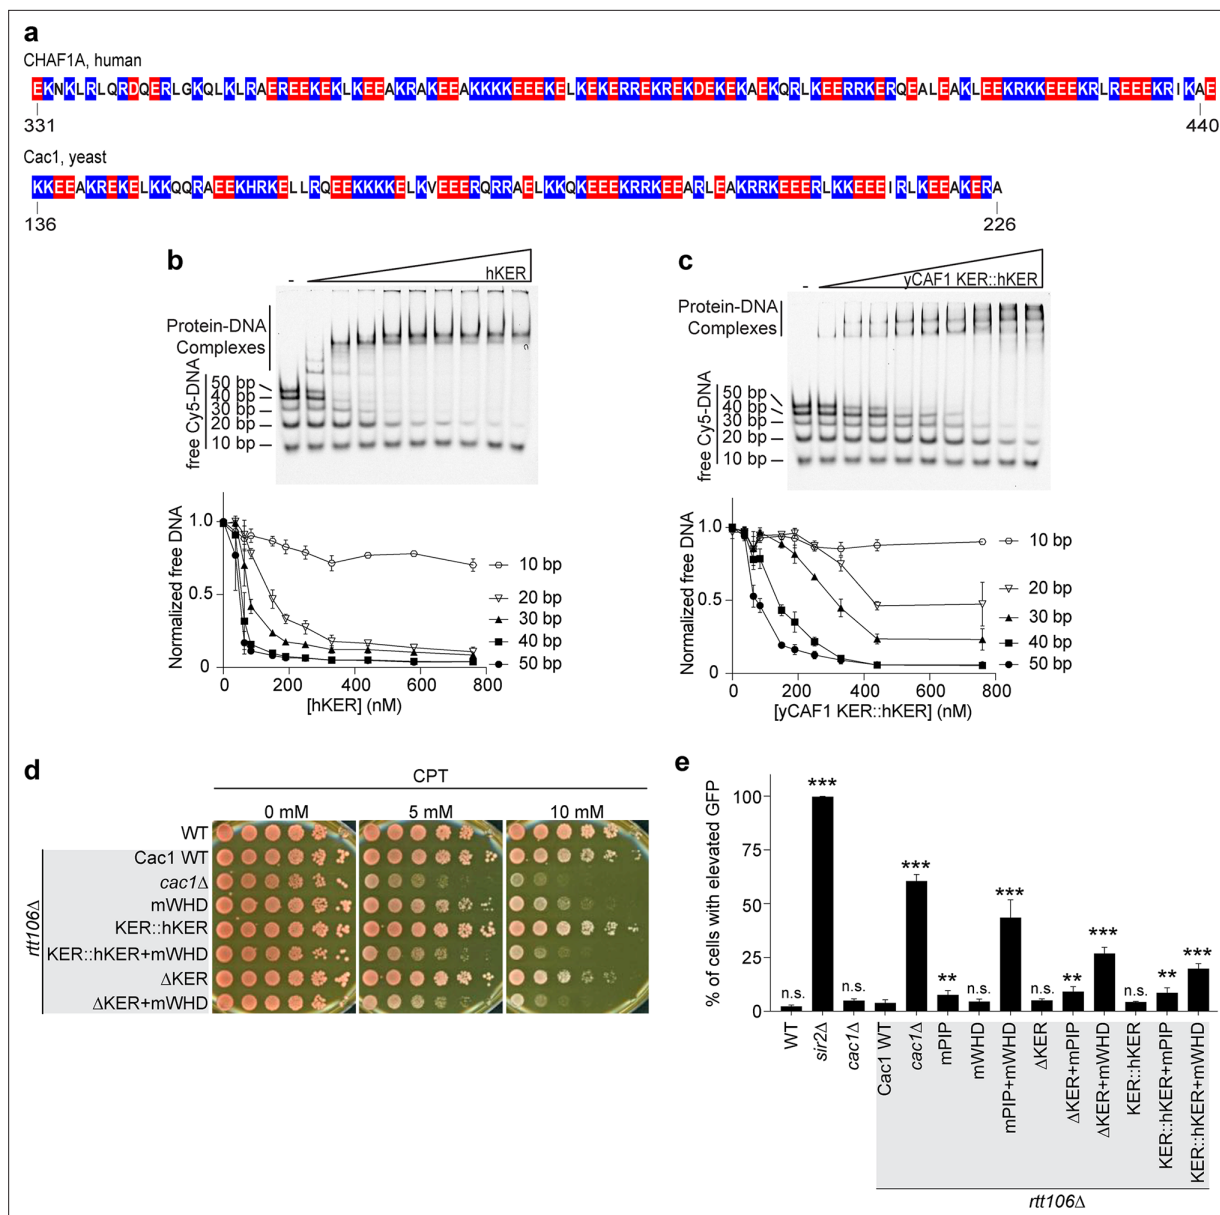 a
CHAF1A, human
EKNKLRLQRDQERLGKQLKLRAEREEKEKLKEEAKRAKEEAKKKKEEEKELKEKERREKREKDEKEKAEKQRLKEERRKERQEALEAKLEEKRKKEEEKRLREEEKRIKAE
331 440
Cac1, yeast
KKEEAKREKELKKQQRAEEKHRKELLRQEEKKKKELKVEEERQRRAELKKQKEEEKRRKEEARLEAKRRKEEERLKKEEEIRLKEEAKERA
136 226
b
- hKER
Protein-DNA
Complexes
free Cy5-DNA
50 bp
40 bp
30 bp
20 bp
10 bp
Normalized free DNA
1.0
0.5
0
0 200 400 600 800
[hKER] (nM)
10 bp
20 bp
30 bp
40 bp
50 bp
c
- yCAF1 KER::hKER
Protein-DNA
Complexes
free Cy5-DNA
50 bp
40 bp
30 bp
20 bp
10 bp
Normalized free DNA
1.0
0.5
0
0 200 400 600 800
[yCAF1 KER::hKER] (nM)
10 bp
20 bp
30 bp
40 bp
50 bp
d
CPT
0 mM 5 mM 10 mM
WT
rtt106Δ
Cac1 WT
cac1Δ
mWHD
KER::hKER
KER::hKER+mWHD
ΔKER
ΔKER+mWHD
e
% of cells with elevated GFP
100
75
50
25
0
n.s. *** n.s. *** ** n.s. *** n.s. ** *** n.s. ** ***
WT
sir2Δ
cac1Δ
Cac1 WT
cac1Δ
mPIP
mWHD
mPIP+mWHD
ΔKER
ΔKER+mPIP
ΔKER+mWHD
KER::hKER
KER::hKER+mPIP
KER::hKER+mWHD
rtt106Δ